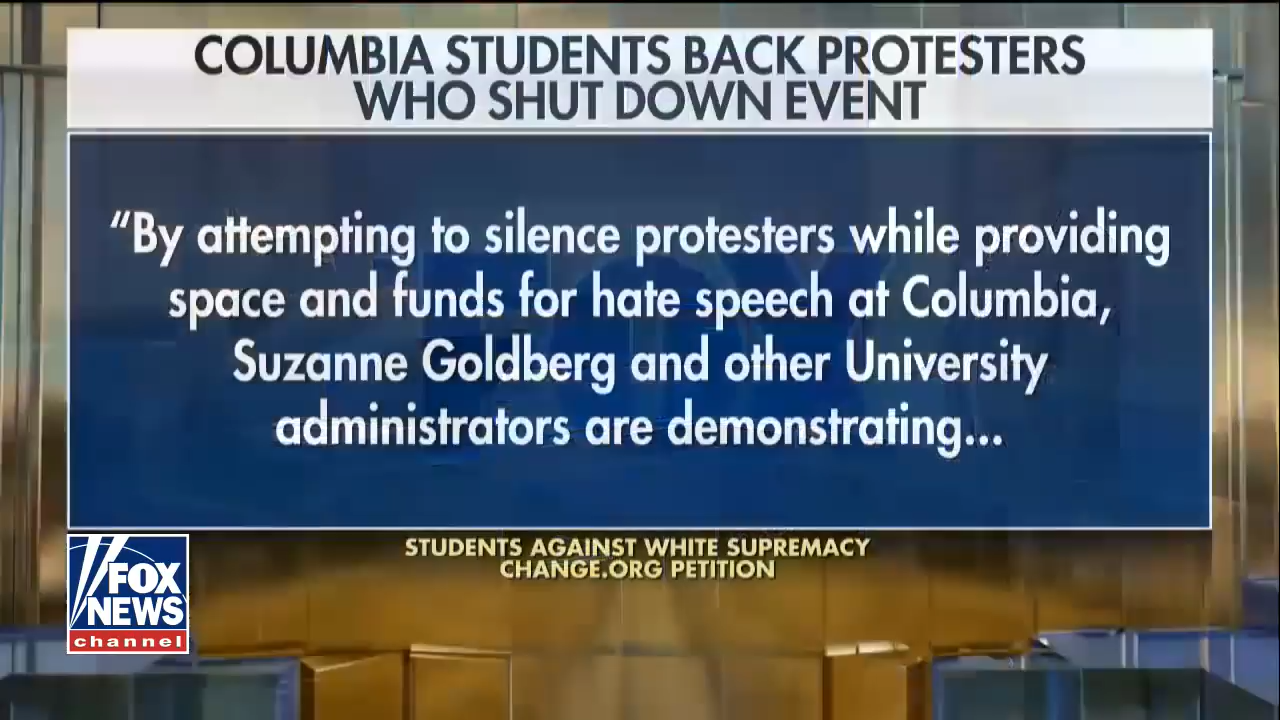 COLUMBIA STUDENTS BACK PROTESTERS
WHO SHUT DOWN EVENT
“By attempting to silence protesters while providing
space and funds for hate speech at Columbia,
Suzanne Goldberg and other University
administrators are demonstrating...
STUDENTS AGAINST WHITE SUPREMACY
CHANGE.ORG PETITION
FOX
NEWS
channel